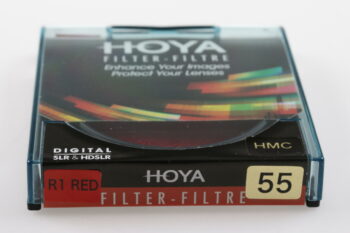 HOYA
FILTER-FILTRE
Enhance Your Images
Protect Your Lenses
DIGITAL
SLR & HDSLR
HMC
R1 RED
HOYA
55
FILTER-FILTRE